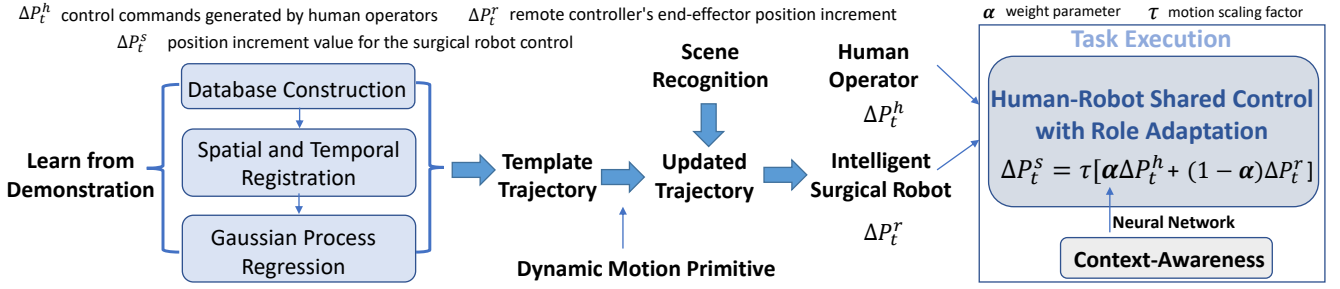 ΔP_t^h control commands generated by human operators
ΔP_t^r remote controller's end-effector position increment
α weight parameter
τ motion scaling factor
ΔP_t^s position increment value for the surgical robot control
Learn from
Demonstration
Database Construction
Spatial and Temporal
Registration
Gaussian Process
Regression
Template
Trajectory
Dynamic Motion Primitive
Scene
Recognition
Updated
Trajectory
Human
Operator
ΔP_t^h
Intelligent
Surgical Robot
ΔP_t^r
Task Execution
Human-Robot Shared Control
with Role Adaptation
ΔP_t^s = τ[αΔP_t^h + (1 − α)ΔP_t^r]
Neural Network
Context-Awareness